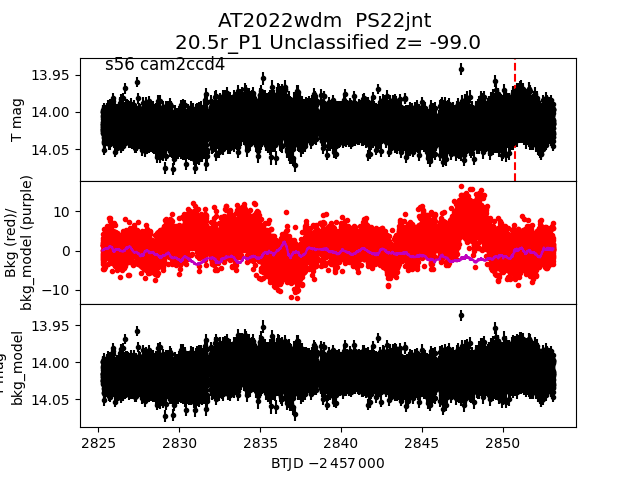 AT2022wdm  PS22jnt
20.5r_P1 Unclassified z= -99.0
s56 cam2ccd4
T mag
13.95
14.00
14.05
Bkg (red)/
bkg_model (purple)
10
0
−10
bkg_model
13.95
14.00
14.05
2825
2830
2835
2840
2845
2850
BTJD −2 457 000